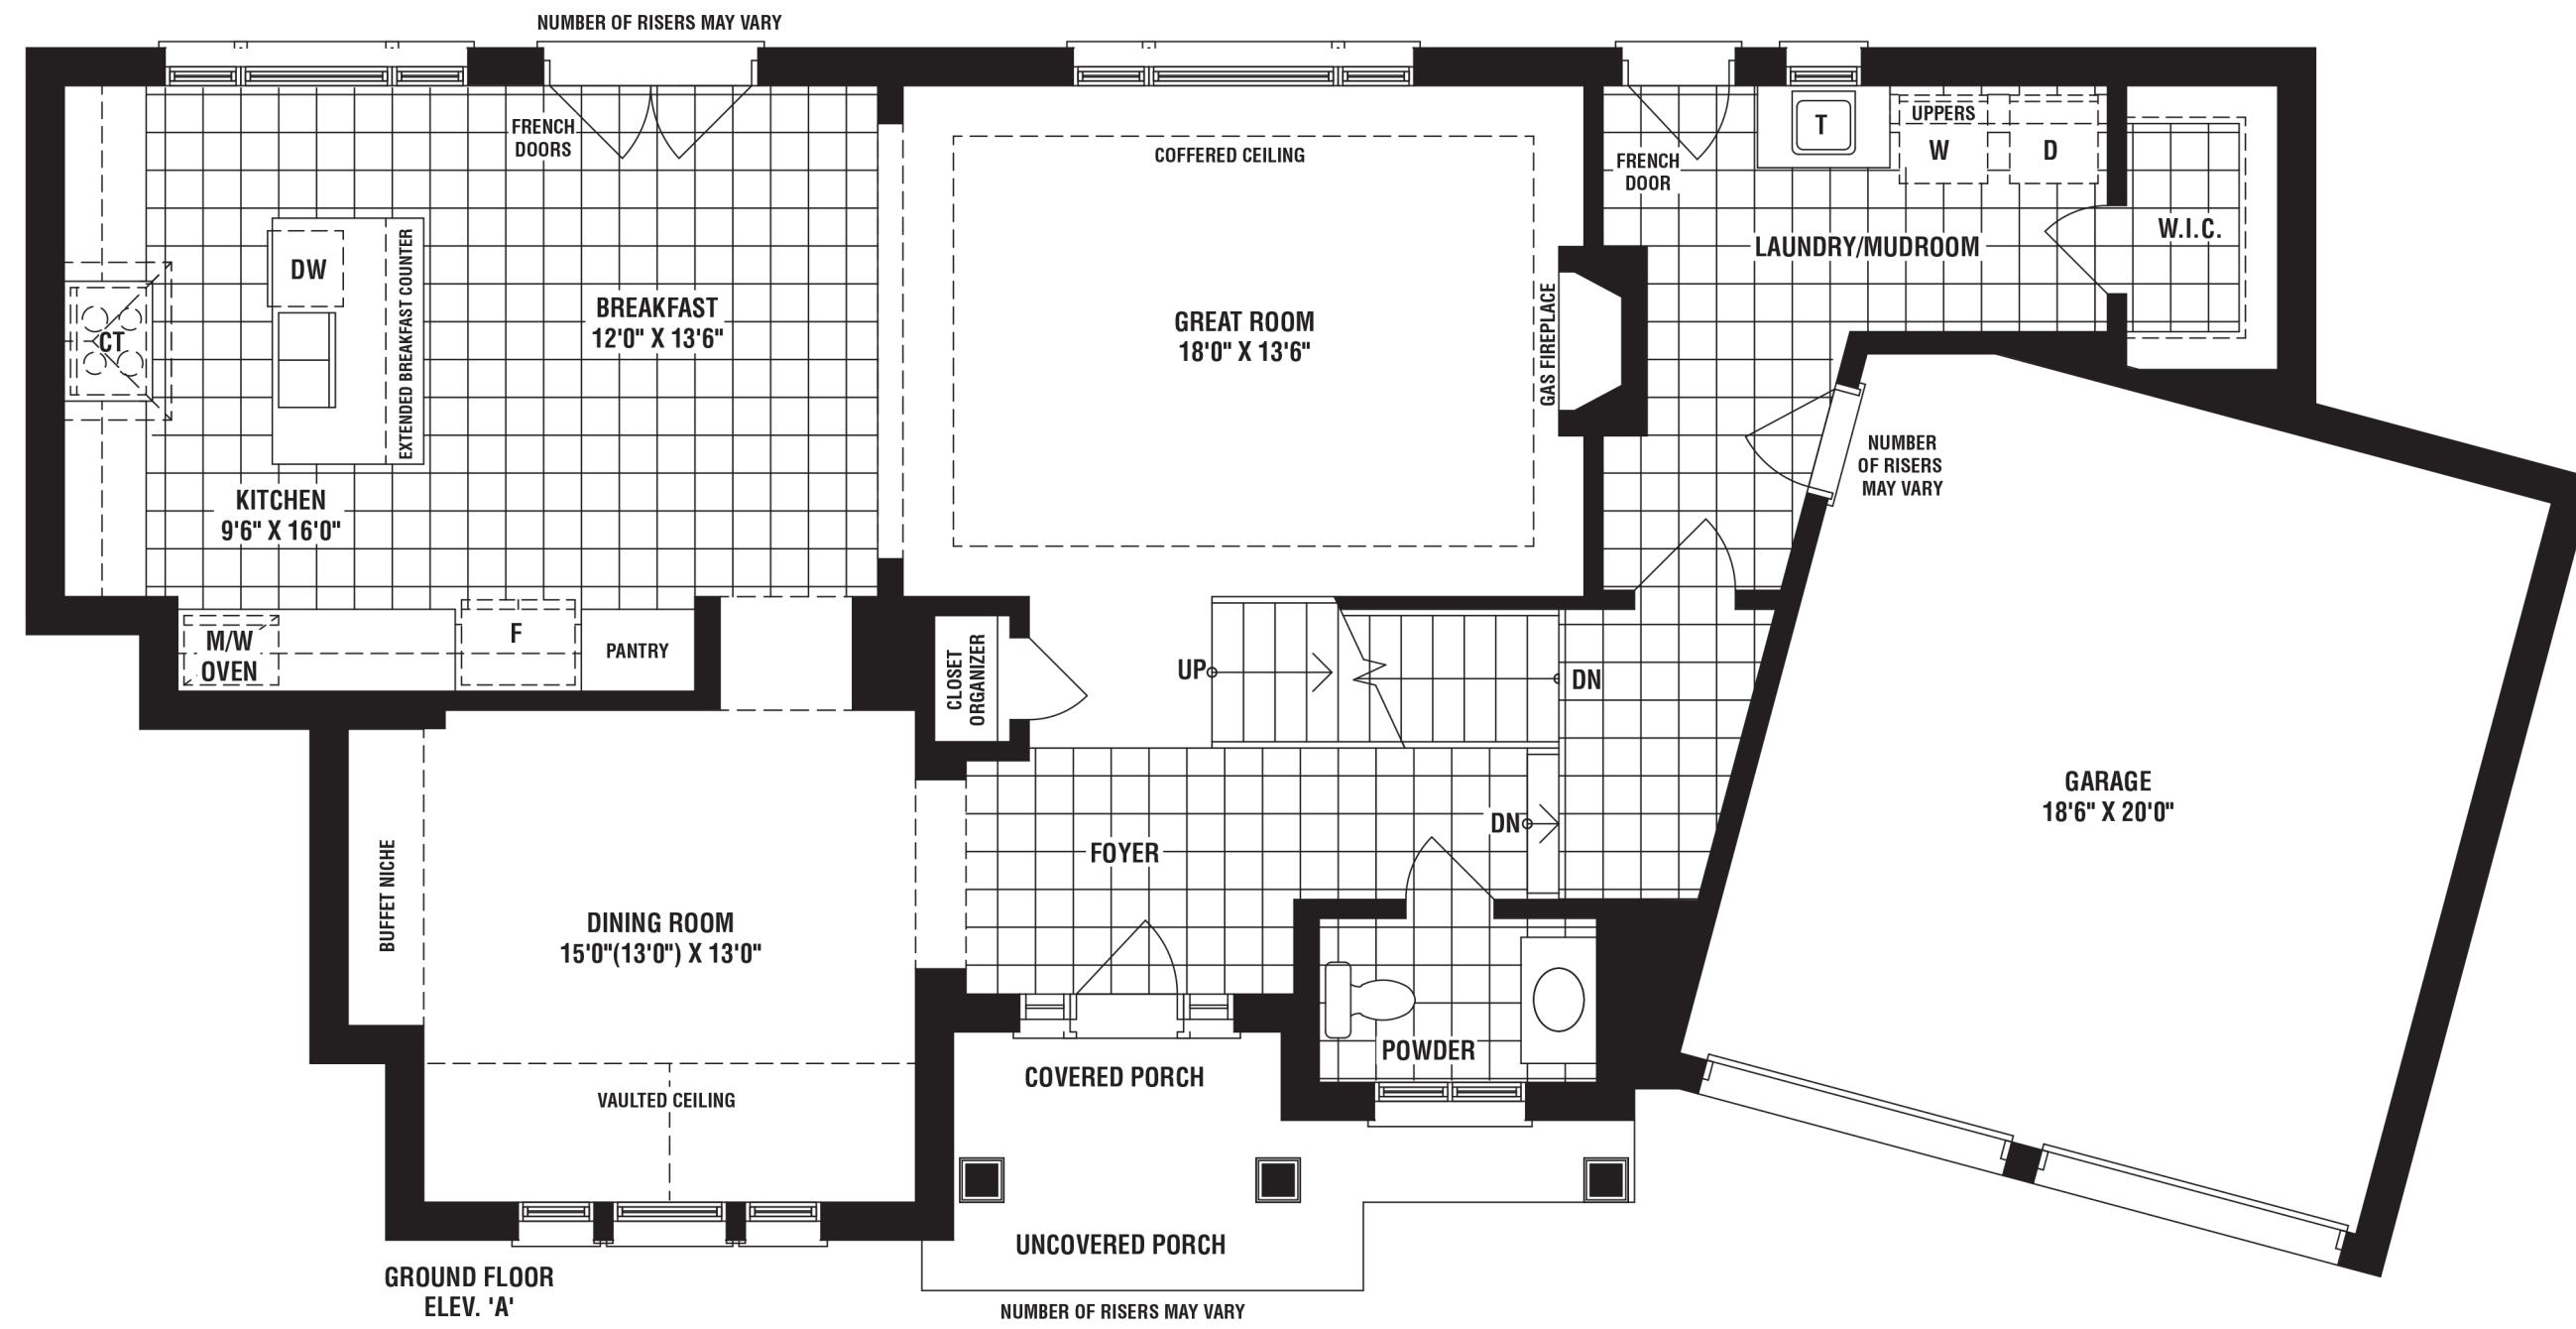 NUMBER OF RISERS MAY VARY
FRENCH
DOORS
COFFERED CEILING
FRENCH
DOOR
T
UPPERS
W
D
W.I.C.
LAUNDRY/MUDROOM
DW
CT
EXTENDED BREAKFAST COUNTER
BREAKFAST
12'0" X 13'6"
GREAT ROOM
18'0" X 13'6"
GAS FIREPLACE
NUMBER
OF RISERS
MAY VARY
KITCHEN
9'6" X 16'0"
M/W
OVEN
F
PANTRY
CLOSET
ORGANIZER
UP
DN
DN
GARAGE
18'6" X 20'0"
FOYER
BUFFET NICHE
DINING ROOM
15'0"(13'0") X 13'0"
POWDER
COVERED PORCH
VAULTED CEILING
UNCOVERED PORCH
GROUND FLOOR
ELEV. 'A'
NUMBER OF RISERS MAY VARY